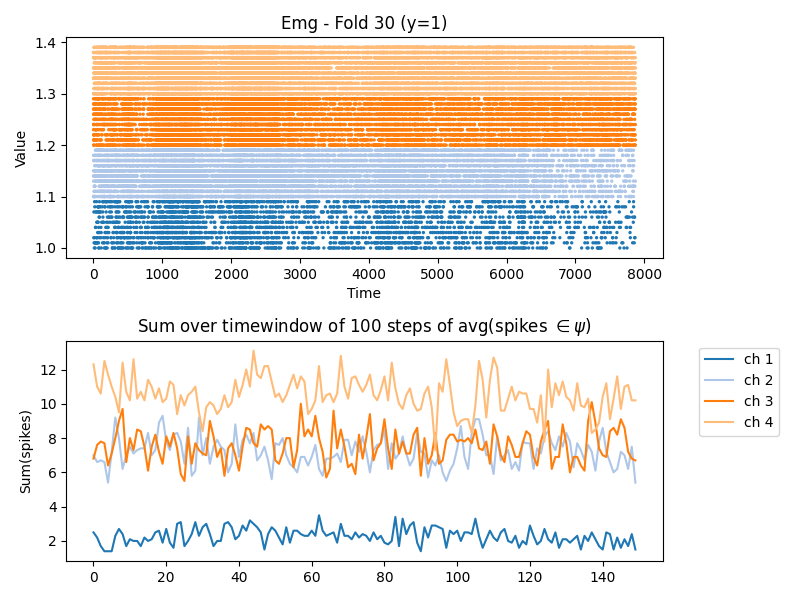 Emg - Fold 30 (y=1)
Value
1.4
1.3
1.2
1.1
1.0
0 1000 2000 3000 4000 5000 6000 7000 8000
Time
Sum over timewindow of 100 steps of avg(spikes ∈ψ)
Sum(spikes)
12
10
8
6
4
2
0 20 40 60 80 100 120 140
ch 1
ch 2
ch 3
ch 4